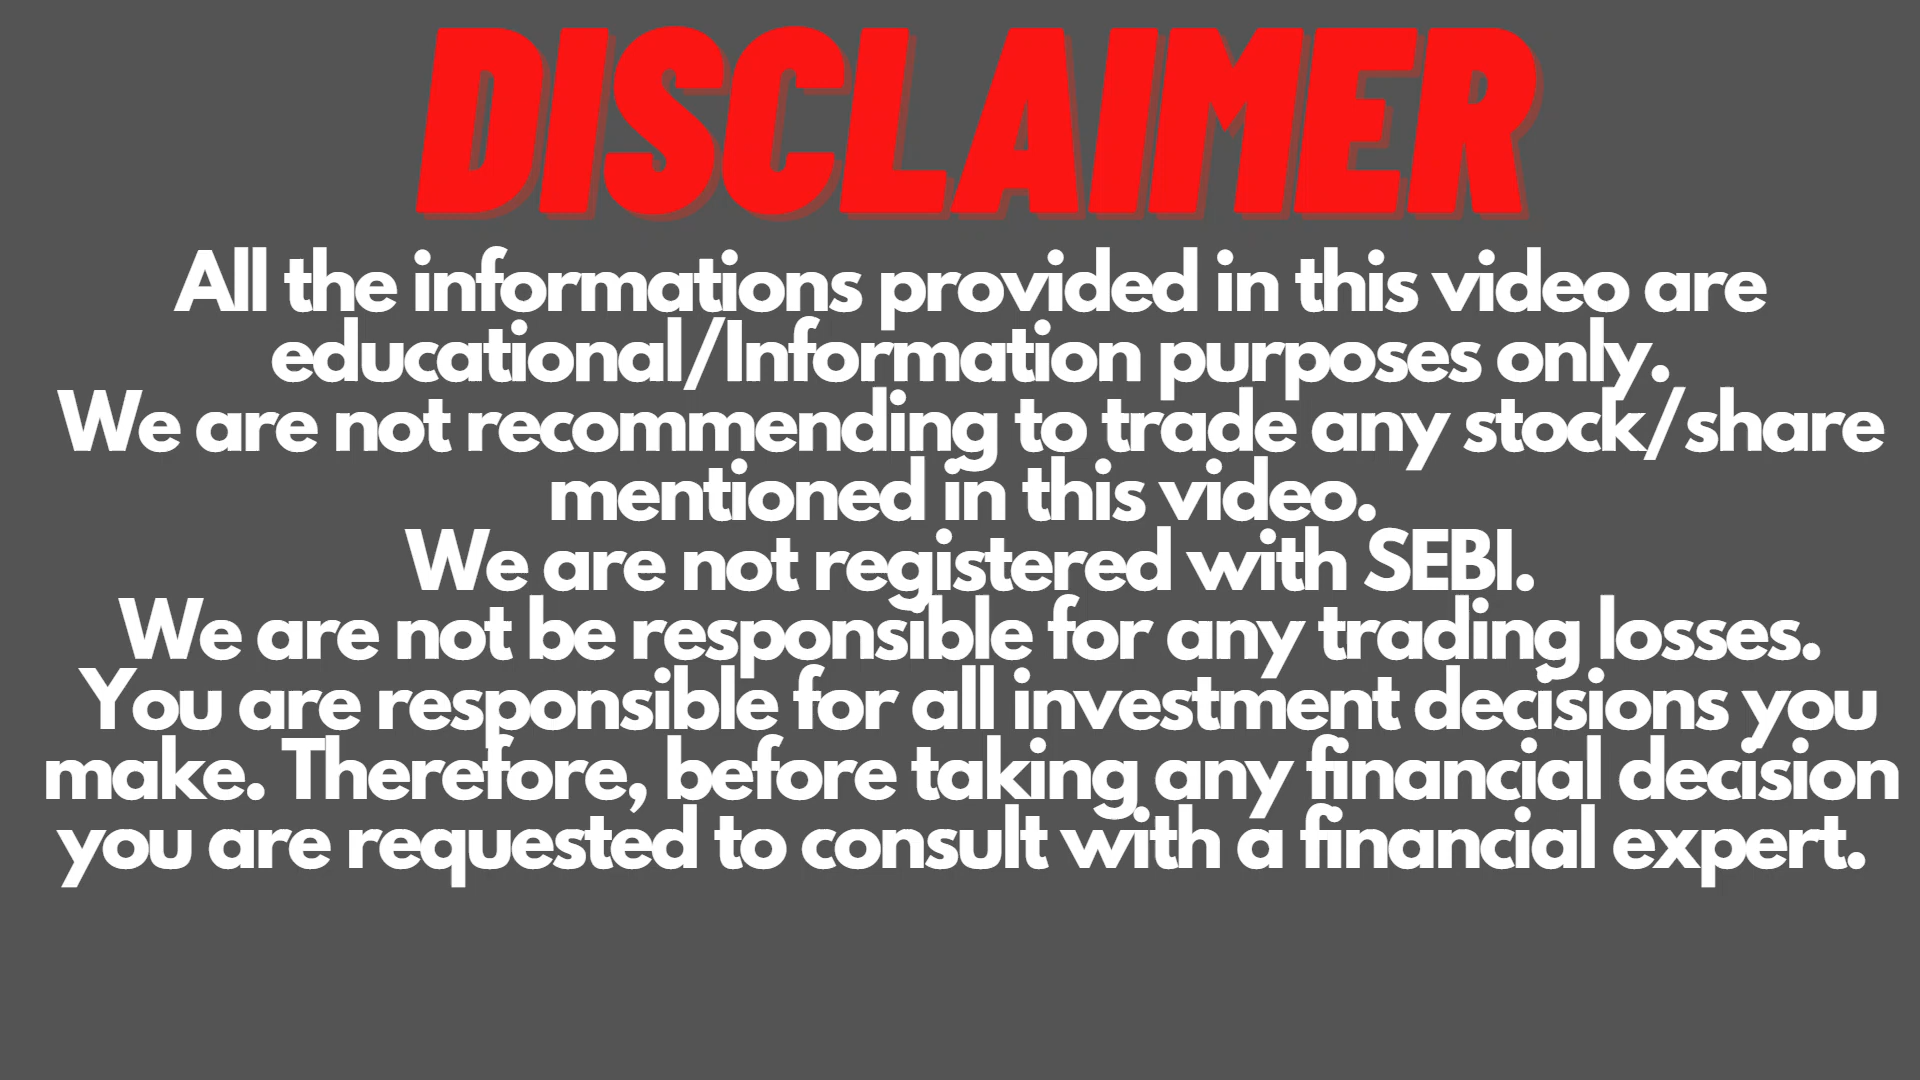 DISCLAIMER
All the informations provided in this video are
educational/Information purposes only.
We are not recommending to trade any stock/share
mentioned in this video.
We are not registered with SEBI.
We are not be responsible for any trading losses.
You are responsible for all investment decisions you
make. Therefore, before taking any financial decision
you are requested to consult with a financial expert.